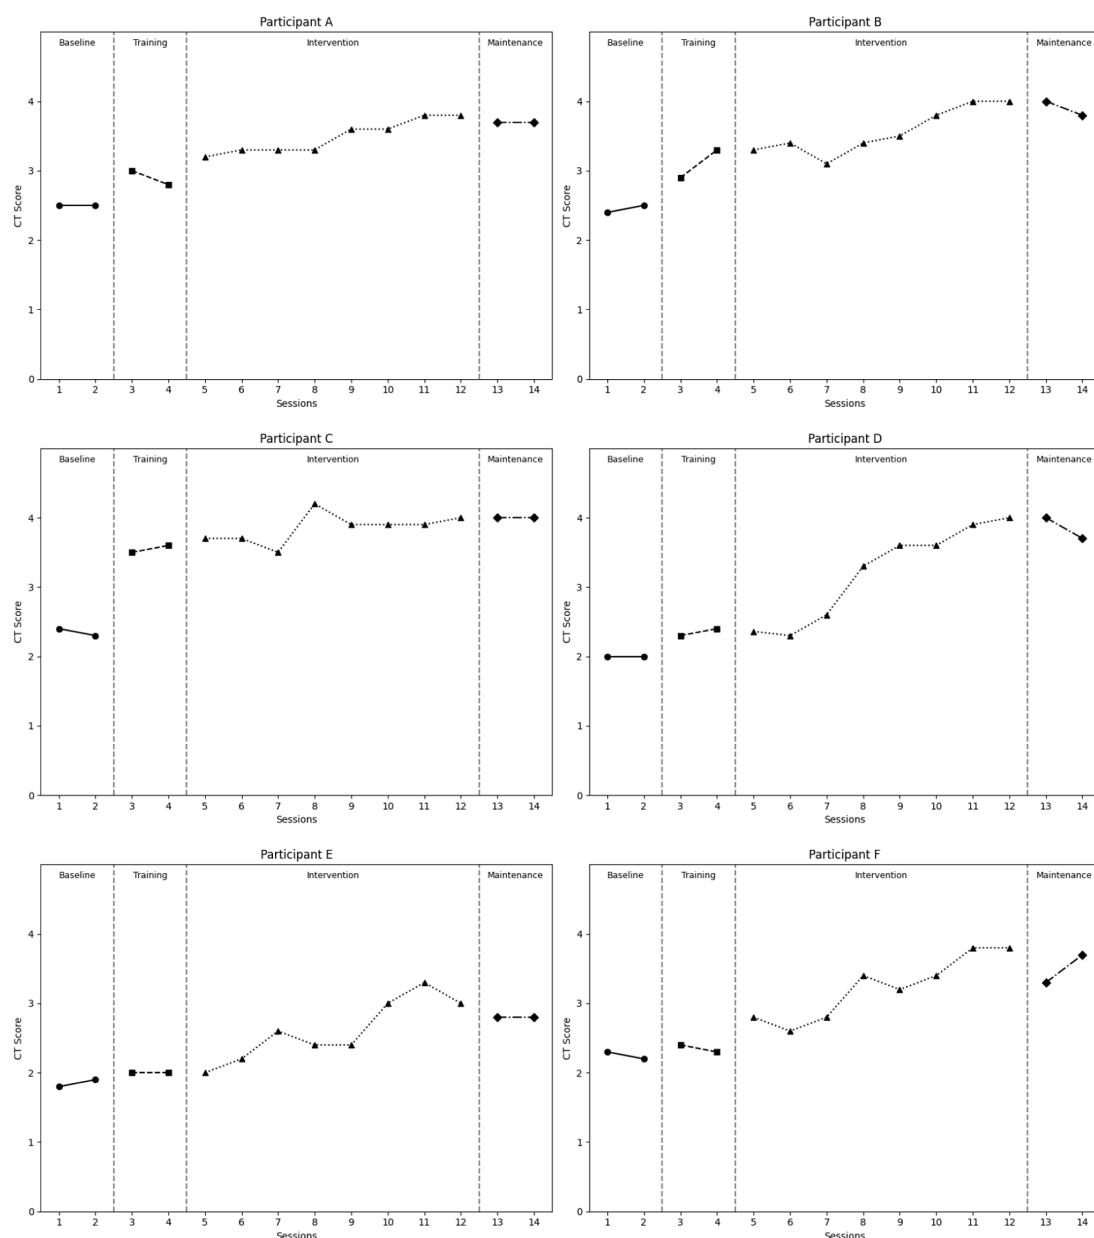 Participant A
Baseline Training Intervention Maintenance
4
3
2
1
0
CT Score
1 2 3 4 5 6 7 8 9 10 11 12 13 14
Sessions
Participant B
Baseline Training Intervention Maintenance
4
3
2
1
0
CT Score
1 2 3 4 5 6 7 8 9 10 11 12 13 14
Sessions
Participant C
Baseline Training Intervention Maintenance
4
3
2
1
0
CT Score
1 2 3 4 5 6 7 8 9 10 11 12 13 14
Sessions
Participant D
Baseline Training Intervention Maintenance
4
3
2
1
0
CT Score
1 2 3 4 5 6 7 8 9 10 11 12 13 14
Sessions
Participant E
Baseline Training Intervention Maintenance
4
3
2
1
0
CT Score
1 2 3 4 5 6 7 8 9 10 11 12 13 14
Sessions
Participant F
Baseline Training Intervention Maintenance
4
3
2
1
0
CT Score
1 2 3 4 5 6 7 8 9 10 11 12 13 14
Sessions